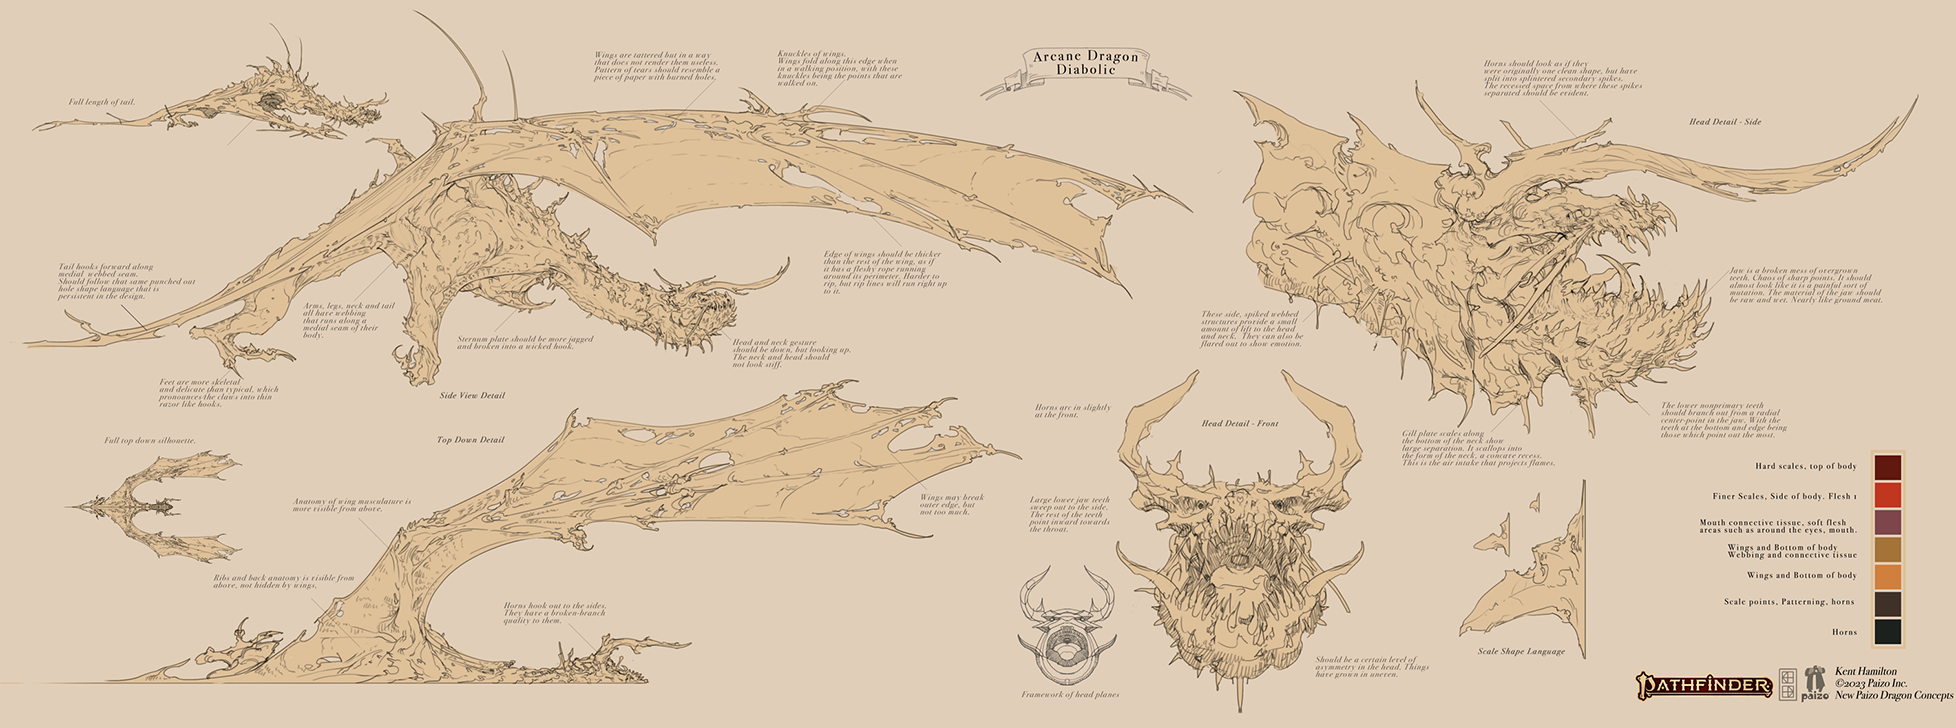 Arcane Dragon
Diabolic
Full length of tail.
Wings are tattered but in a way
that does not render them useless.
Pattern of tears should resemble a
piece of paper with burned holes.
Knuckles of wings.
Wings fold along this edge when
in a walking position, with these
knuckles being the points that are
walked on.
Tail hooks forward along
medial webbed seam.
Should follow that same punched out
hole shape language that is
persistent in the design.
Arms, legs, neck and tail
all have webbing
that runs along a
medial seam of their
body.
Edge of wings should be thicker
than the rest of the wing, as if
it has a fleshy rope running
around its perimeter. Harder to
rip, but rip lines will run right up
to it.
Sternum plate should be more jagged
and broken into a wicked hook.
Head and neck gesture
should be down, but looking up.
The neck and head should
not look stiff.
Feet are more skeletal
and delicate than typical, which
pronounces the claws into thin
razor like hooks.
Side View Detail
Full top down silhouette.
Top Down Detail
Anatomy of wing musculature is
more visible from above.
Wings may break
outer edge, but
not too much.
Ribs and back anatomy is visible from
above, not hidden by wings.
Horns hook out to the sides.
They have a broken-branch
quality to them.
Horns should look as if they
were originally one clean shape, but have
split into splintered secondary spikes.
The recessed space from where these spikes
separated should be evident.
Head Detail - Side
Jaw is a broken mess of overgrown
teeth. Chaos of sharp points. It should
almost look like it is a painful sort of
mutation. The material of the jaw should
be raw and wet. Nearly like ground meat.
These side, spiked webbed
structures provide a small
amount of lift to the head
and neck. They can also be
flared out to show emotion.
The lower nonprimary teeth
should branch out from a radial
center-point in the jaw. With the
teeth at the bottom and edge being
those which point out the most.
Gill plate scales along
the bottom of the neck show
large separation. It scallops into
the form of the neck, a concave recess.
This is the air intake that projects flames.
Horns arc in slightly
at the front.
Head Detail - Front
Large lower jaw teeth
sweep out to the side.
The rest of the teeth
point inward towards
the throat.
Framework of head planes
Should be a certain level of
asymmetry in the head. Things
have grown in uneven.
Scale Shape Language
Hard scales, top of body
Finer Scales, Side of body. Flesh 1
Mouth connective tissue, soft flesh
areas such as around the eyes, mouth.
Wings and Bottom of body
Webbing and connective tissue
Wings and Bottom of body
Scale points, Patterning, horns
Horns
PATHFINDER
paizo
Kent Hamilton
©2023 Paizo Inc.
New Paizo Dragon Concepts